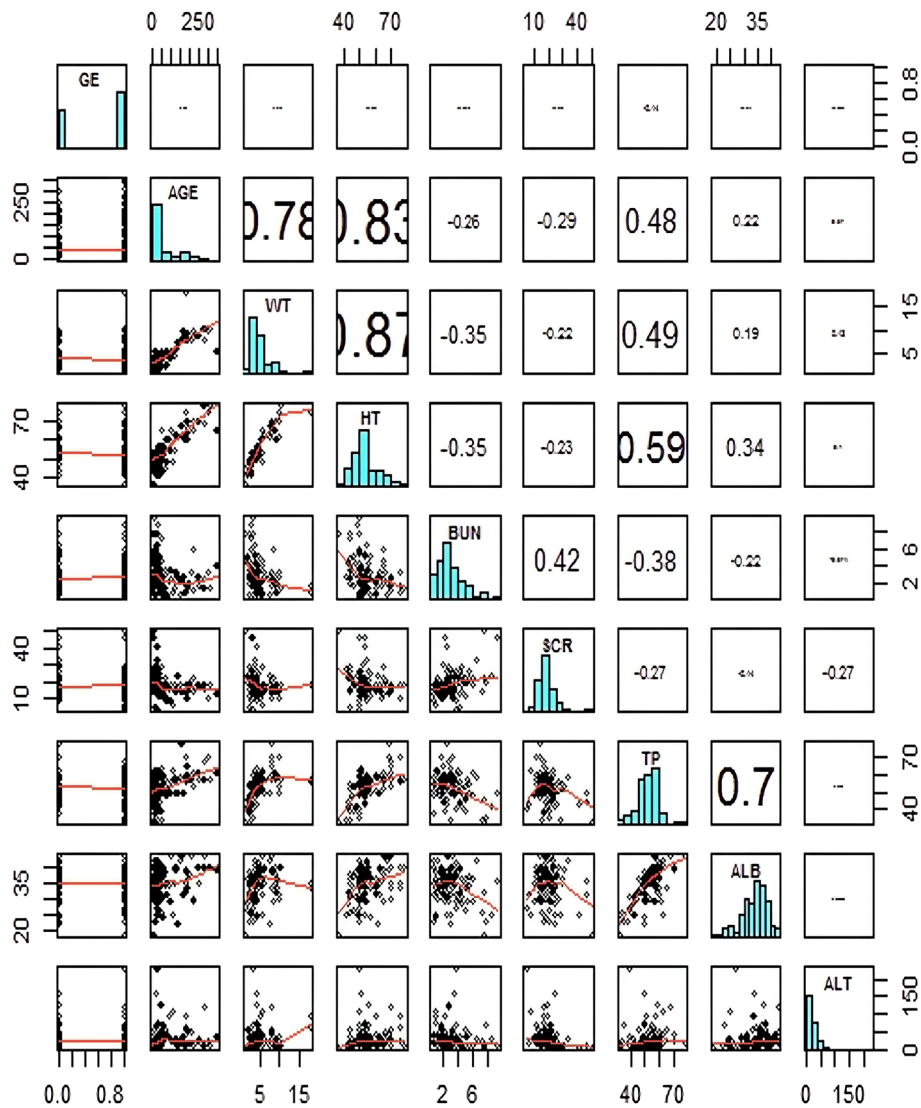 0 250 40 70 10 40 20 35
GE 0.0 0.8
0 250 AGE 0.78 0.83 -0.26 -0.29 0.48 0.22
WT 0.87 -0.35 -0.22 0.49 0.19 5 15
40 70 HT -0.35 -0.23 0.59 0.34
BUN 0.42 -0.38 -0.22 2 6
10 40 SCR -0.27 -0.27
TP 0.7 40 70
20 35 ALB
ALT 0 150
0.0 0.8 5 15 2 6 40 70 0 150